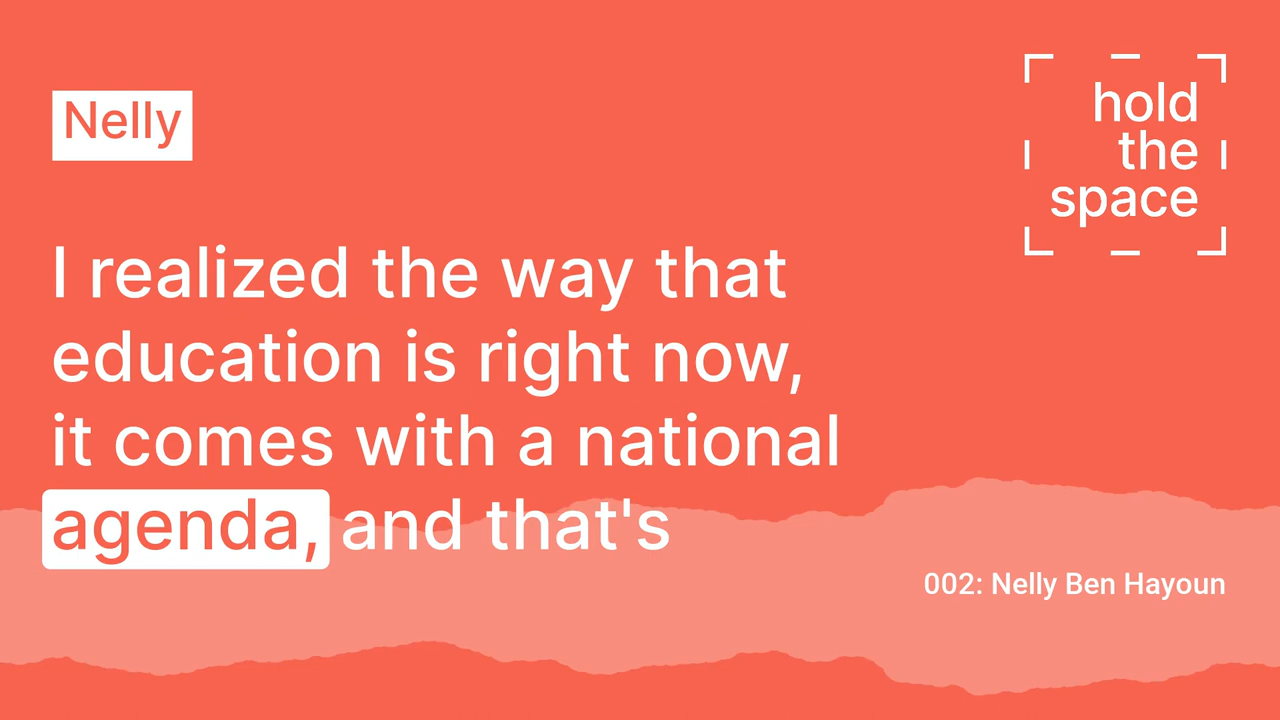 Nelly
hold
the
space
I realized the way that
education is right now,
it comes with a national
agenda, and that's
002: Nelly Ben Hayoun